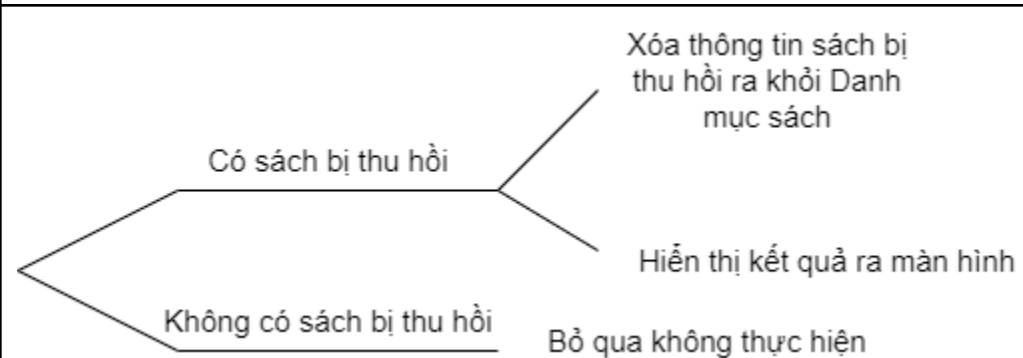 Xóa thông tin sách bị
thu hồi ra khỏi Danh
mục sách
Có sách bị thu hồi
Hiển thị kết quả ra màn hình
Không có sách bị thu hồi
Bỏ qua không thực hiện